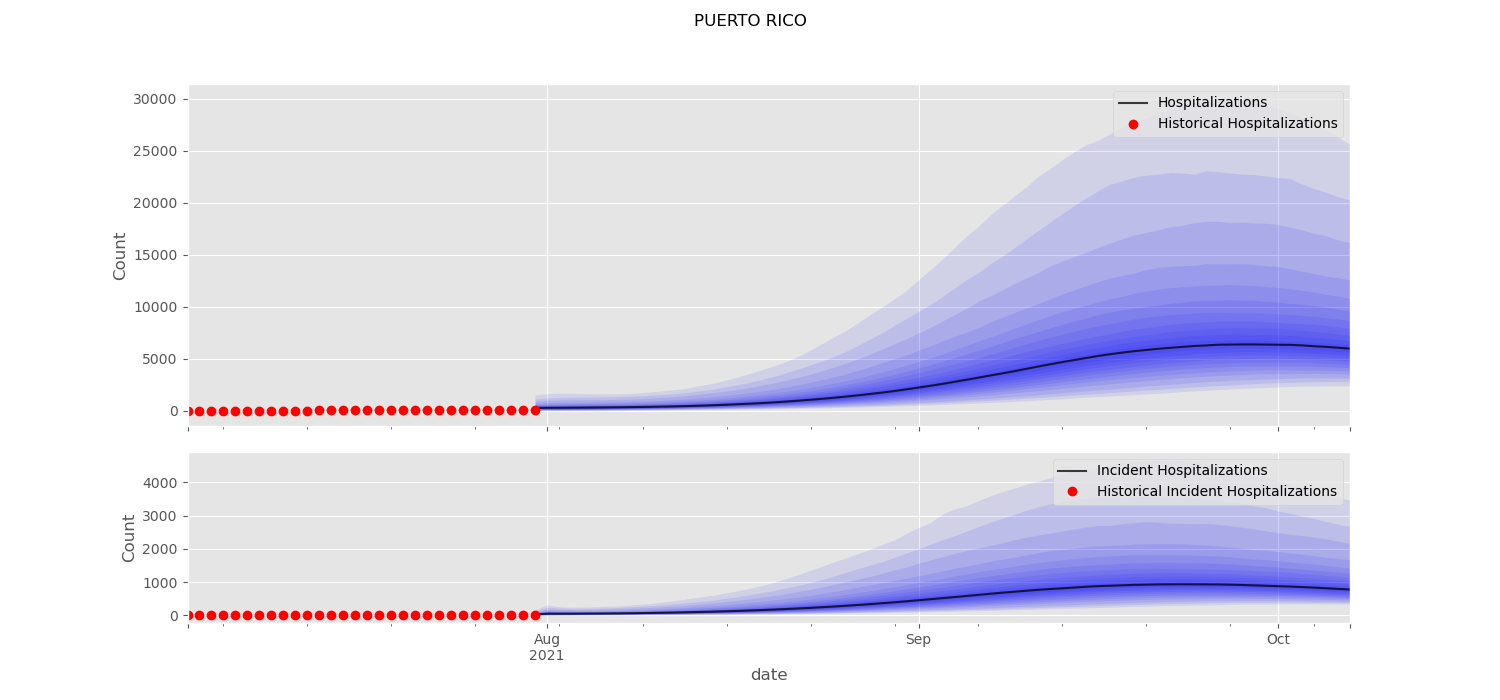 PUERTO RICO
30000
25000
20000
15000
10000
5000
0
Count
Hospitalizations
Historical Hospitalizations
4000
3000
2000
1000
0
Count
Incident Hospitalizations
Historical Incident Hospitalizations
Aug
2021
Sep
Oct
date